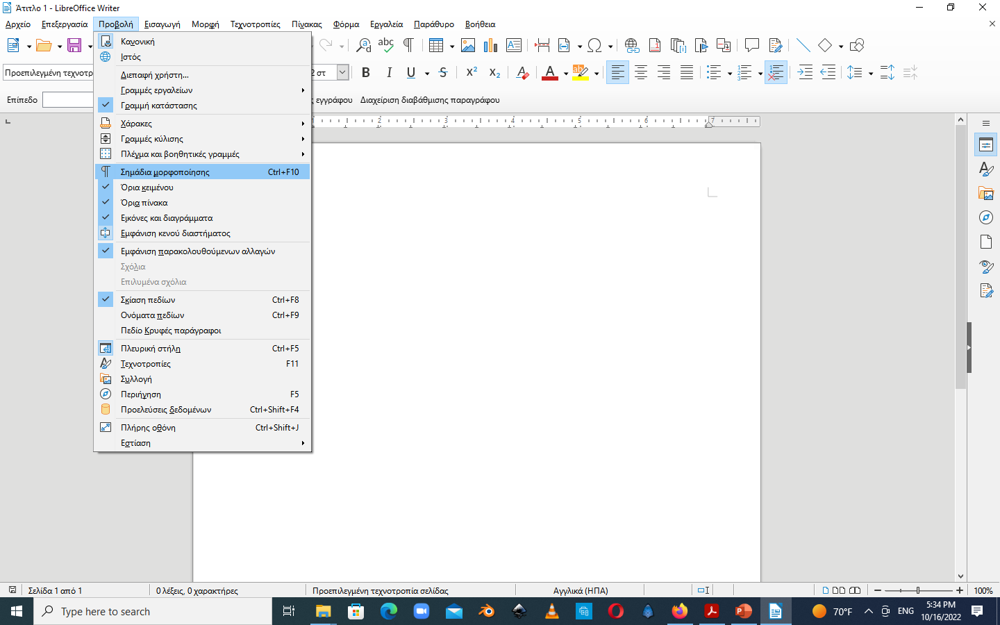 Άτιτλο 1 - LibreOffice Writer
Αρχείο Επεξεργασία Προβολή Εισαγωγή Μορφή Τεχνοτροπίες Πίνακας Φόρμα Εργαλεία Παράθυρο Βοήθεια
Κανονική
Ιστός
Διεπαφή χρήστη...
Γραμμές εργαλείων
Γραμμή κατάστασης
Χάρακες
Γραμμές κύλισης
Πλέγμα και βοηθητικές γραμμές
Σημάδια μορφοποίησης Ctrl+F10
Όρια κειμένου
Όρια πίνακα
Εικόνες και διαγράμματα
Εμφάνιση κενού διαστήματος
Εμφάνιση παρακολουθούμενων αλλαγών
Σχόλια
Επιλυμένα σχόλια
Σκίαση πεδίων Ctrl+F8
Ονόματα πεδίων Ctrl+F9
Πεδίο Κρυφές παράγραφοι
Πλευρική στήλη Ctrl+F5
Τεχνοτροπίες F11
Συλλογή
Περιήγηση F5
Προελεύσεις δεδομένων Ctrl+Shift+F4
Πλήρης οθόνη Ctrl+Shift+J
Εστίαση
Προεπιλεγμένη τεχνοτρ 2 στ
Επίπεδο ς εγγράφου Διαχείριση διαβάθμισης παραγράφου
1 2 3 4 5 6 7
Σελίδα 1 από 1 0 λέξεις, 0 χαρακτήρες Προεπιλεγμένη τεχνοτροπία σελίδας Αγγλικά (ΗΠΑ) 100%
Type here to search 70°F ENG 5:34 PM
10/16/2022